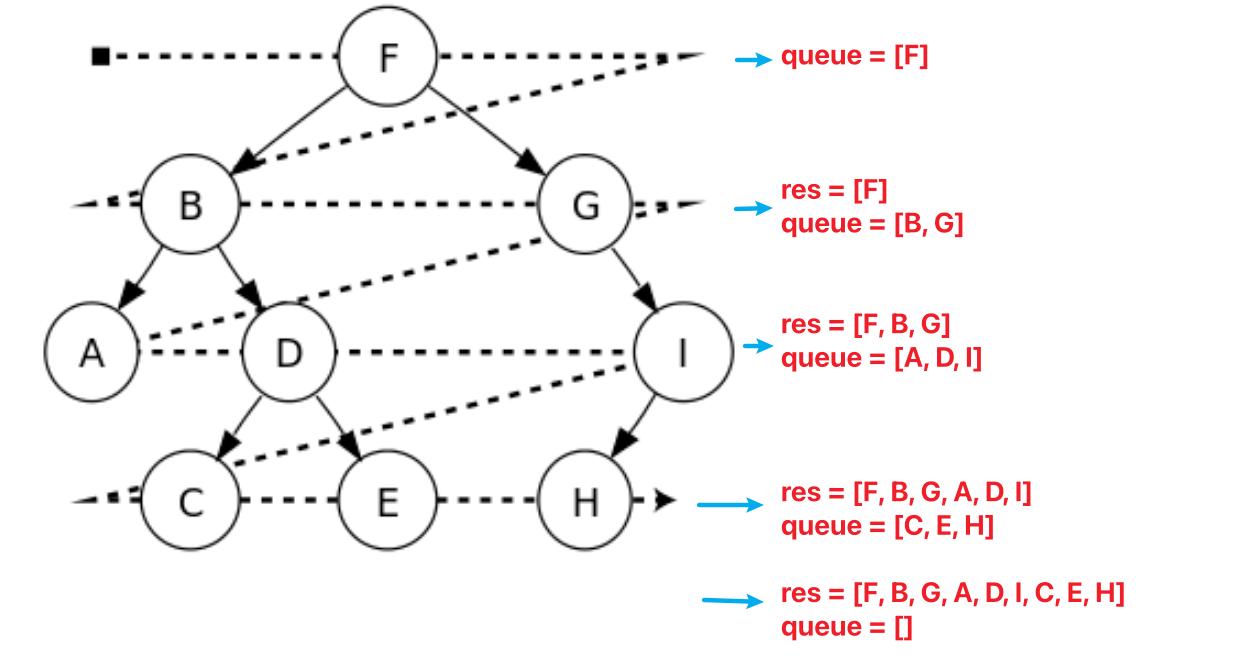 F
queue = [F]
B
G
res = [F]
queue = [B, G]
A
D
I
res = [F, B, G]
queue = [A, D, I]
C
E
H
res = [F, B, G, A, D, I]
queue = [C, E, H]
res = [F, B, G, A, D, I, C, E, H]
queue = []